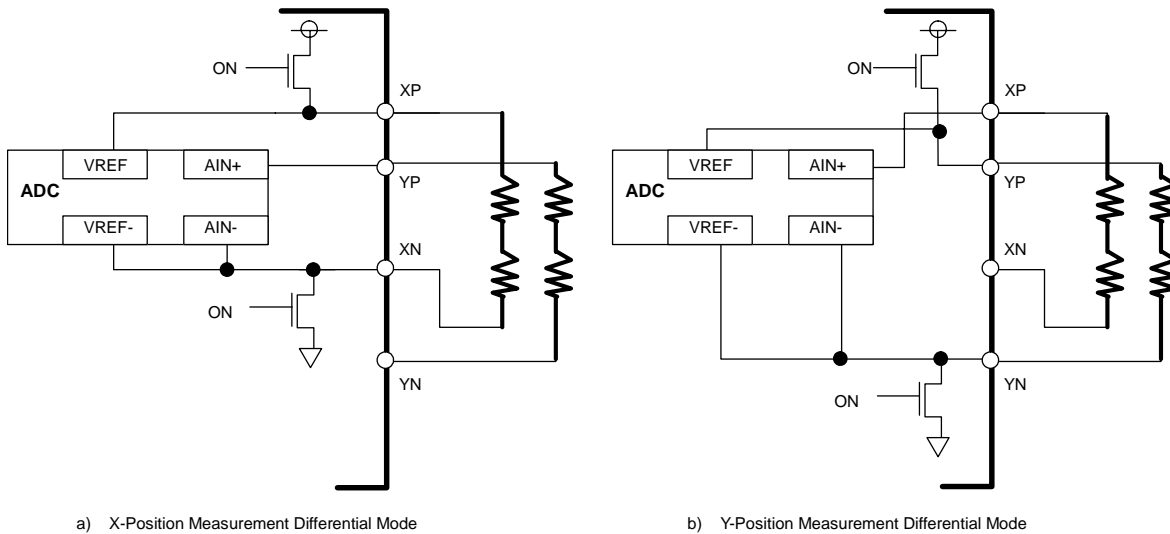 ON
XP
VREF
AIN+
YP
ADC
VREF-
AIN-
XN
ON
YN
a) X-Position Measurement Differential Mode
ON
XP
VREF
AIN+
YP
ADC
VREF-
AIN-
XN
YN
ON
b) Y-Position Measurement Differential Mode